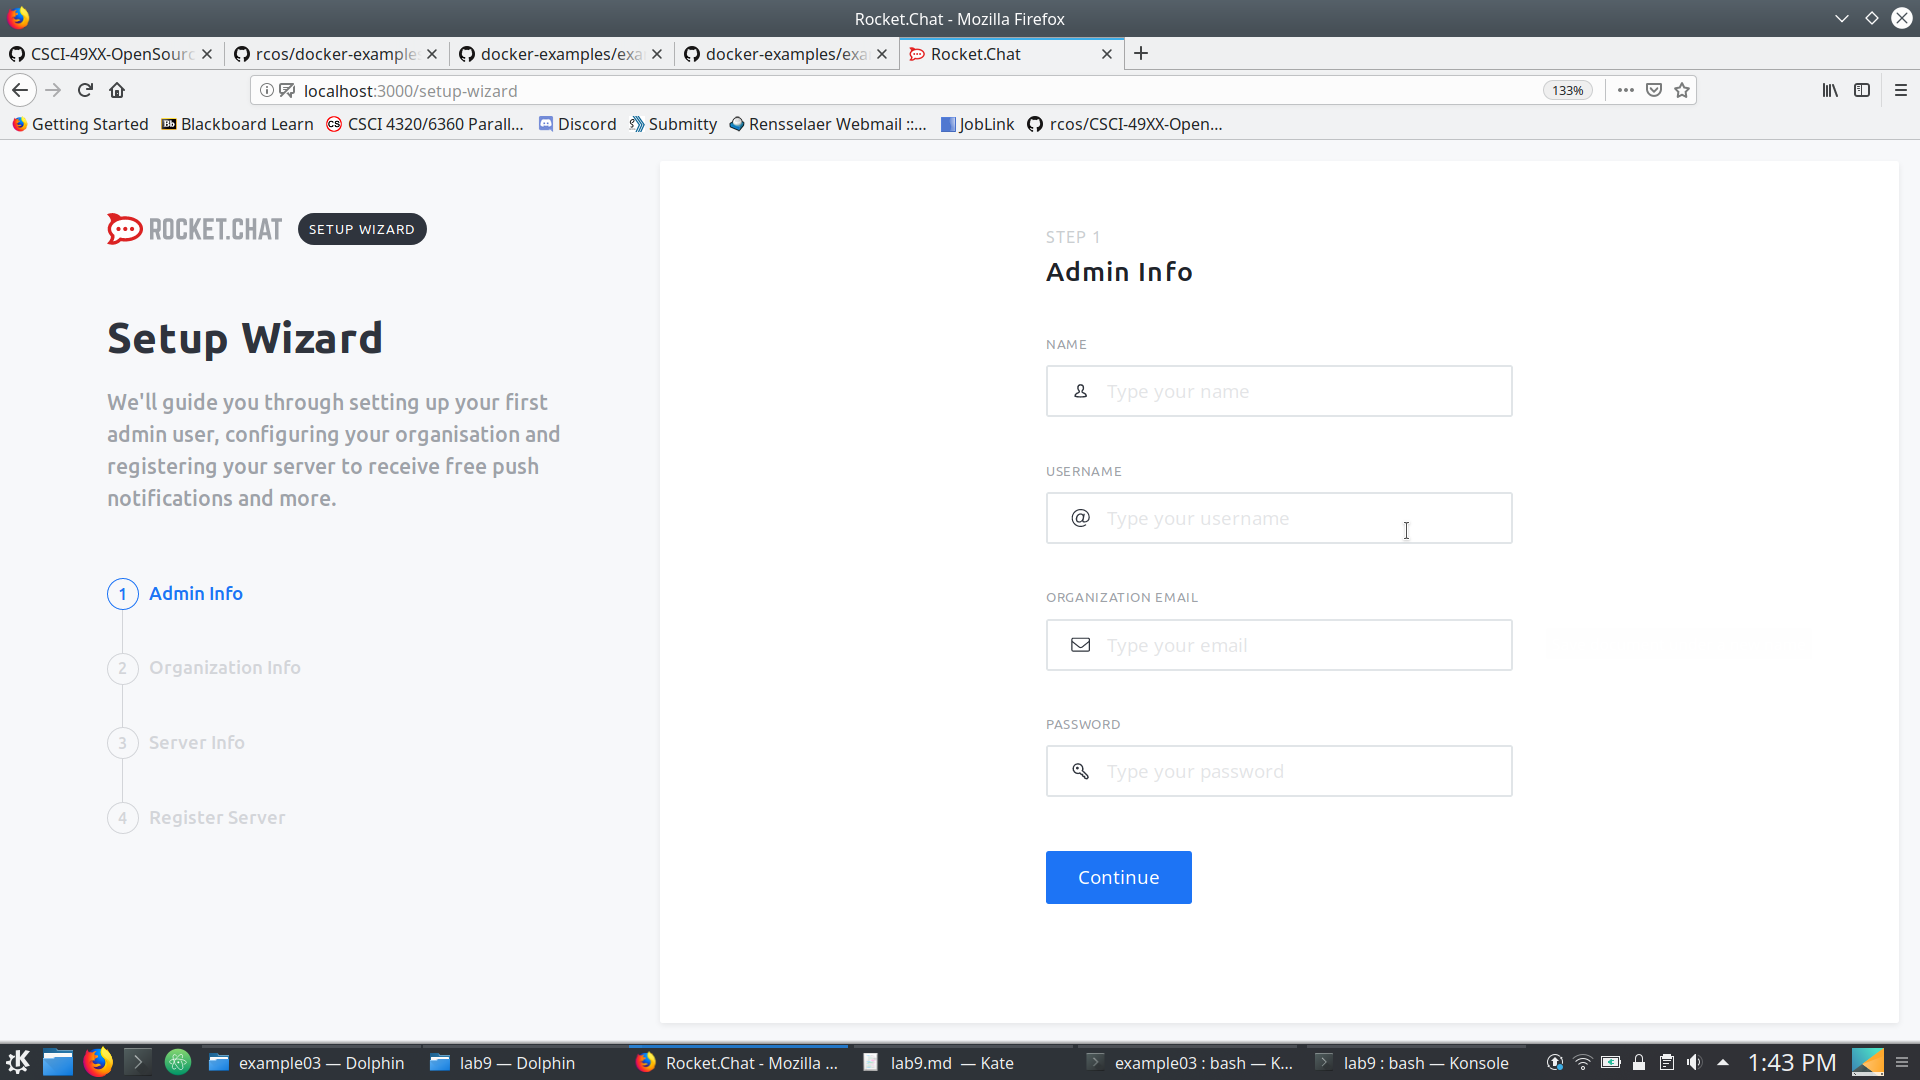 Rocket.Chat - Mozilla Firefox
CSCI-49XX-OpenSourc
rcos/docker-example
docker-examples/exa
docker-examples/exa
Rocket.Chat
localhost:3000/setup-wizard
133%
Getting Started
Bb Blackboard Learn
CS CSCI 4320/6360 Parall...
Discord
Submitty
Rensselaer Webmail ::...
JobLink
rcos/CSCI-49XX-Open...
ROCKET.CHAT
SETUP WIZARD
Setup Wizard
We'll guide you through setting up your first
admin user, configuring your organisation and
registering your server to receive free push
notifications and more.
1 Admin Info
2 Organization Info
3 Server Info
4 Register Server
STEP 1
Admin Info
NAME
Type your name
USERNAME
@ Type your username
ORGANIZATION EMAIL
Type your email
PASSWORD
Type your password
Continue
example03 — Dolphin
lab9 — Dolphin
Rocket.Chat - Mozilla ...
lab9.md — Kate
example03 : bash — K...
lab9 : bash — Konsole
1:43 PM